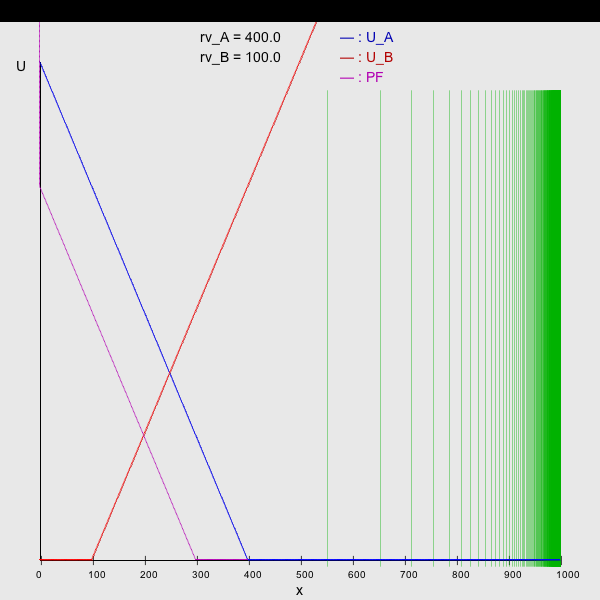 rv_A = 400.0
rv_B = 100.0
— : U_A
— : U_B
— : PF
U
0 100 200 300 400 500 600 700 800 900 1000
x